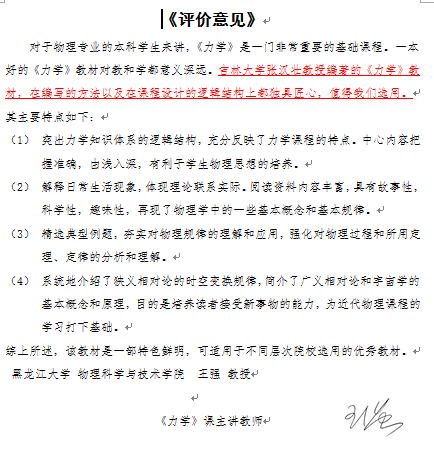 《评价意见》
对于物理专业的本科学生来讲,《力学》是一门非常重要的基础课程。一本
好的《力学》教材对教和学都意义深远。吉林大学张汉壮教授编著的《力学》教
材,在编写的方法以及在课程设计的逻辑结构上都独具匠心,值得我们选用。
其主要特点如下:
(1) 突出力学知识体系的逻辑结构,充分反映了力学课程的特点。中心内容把
握准确,由浅入深,有利于学生物理思想的培养。
(2) 解释日常生活现象,体现理论联系实际。阅读资料内容丰富,具有故事性,
科学性,趣味性,再现了物理学中的一些基本概念和基本规律。
(3) 精选典型例题,夯实对物理规律的理解和应用,强化对物理过程和所用定
理、定律的分析和理解。
(4) 系统地介绍了狭义相对论的时空变换规律,简介了广义相对论和宇宙学的
基本概念和原理,目的是培养读者接受新事物的能力,为近代物理课程的
学习打下基础。
综上所述,该教材是一部特色鲜明,可适用于不同层次院校选用的优秀教材。
黑龙江大学 物理科学与技术学院 王强 教授
《力学》课主讲教师